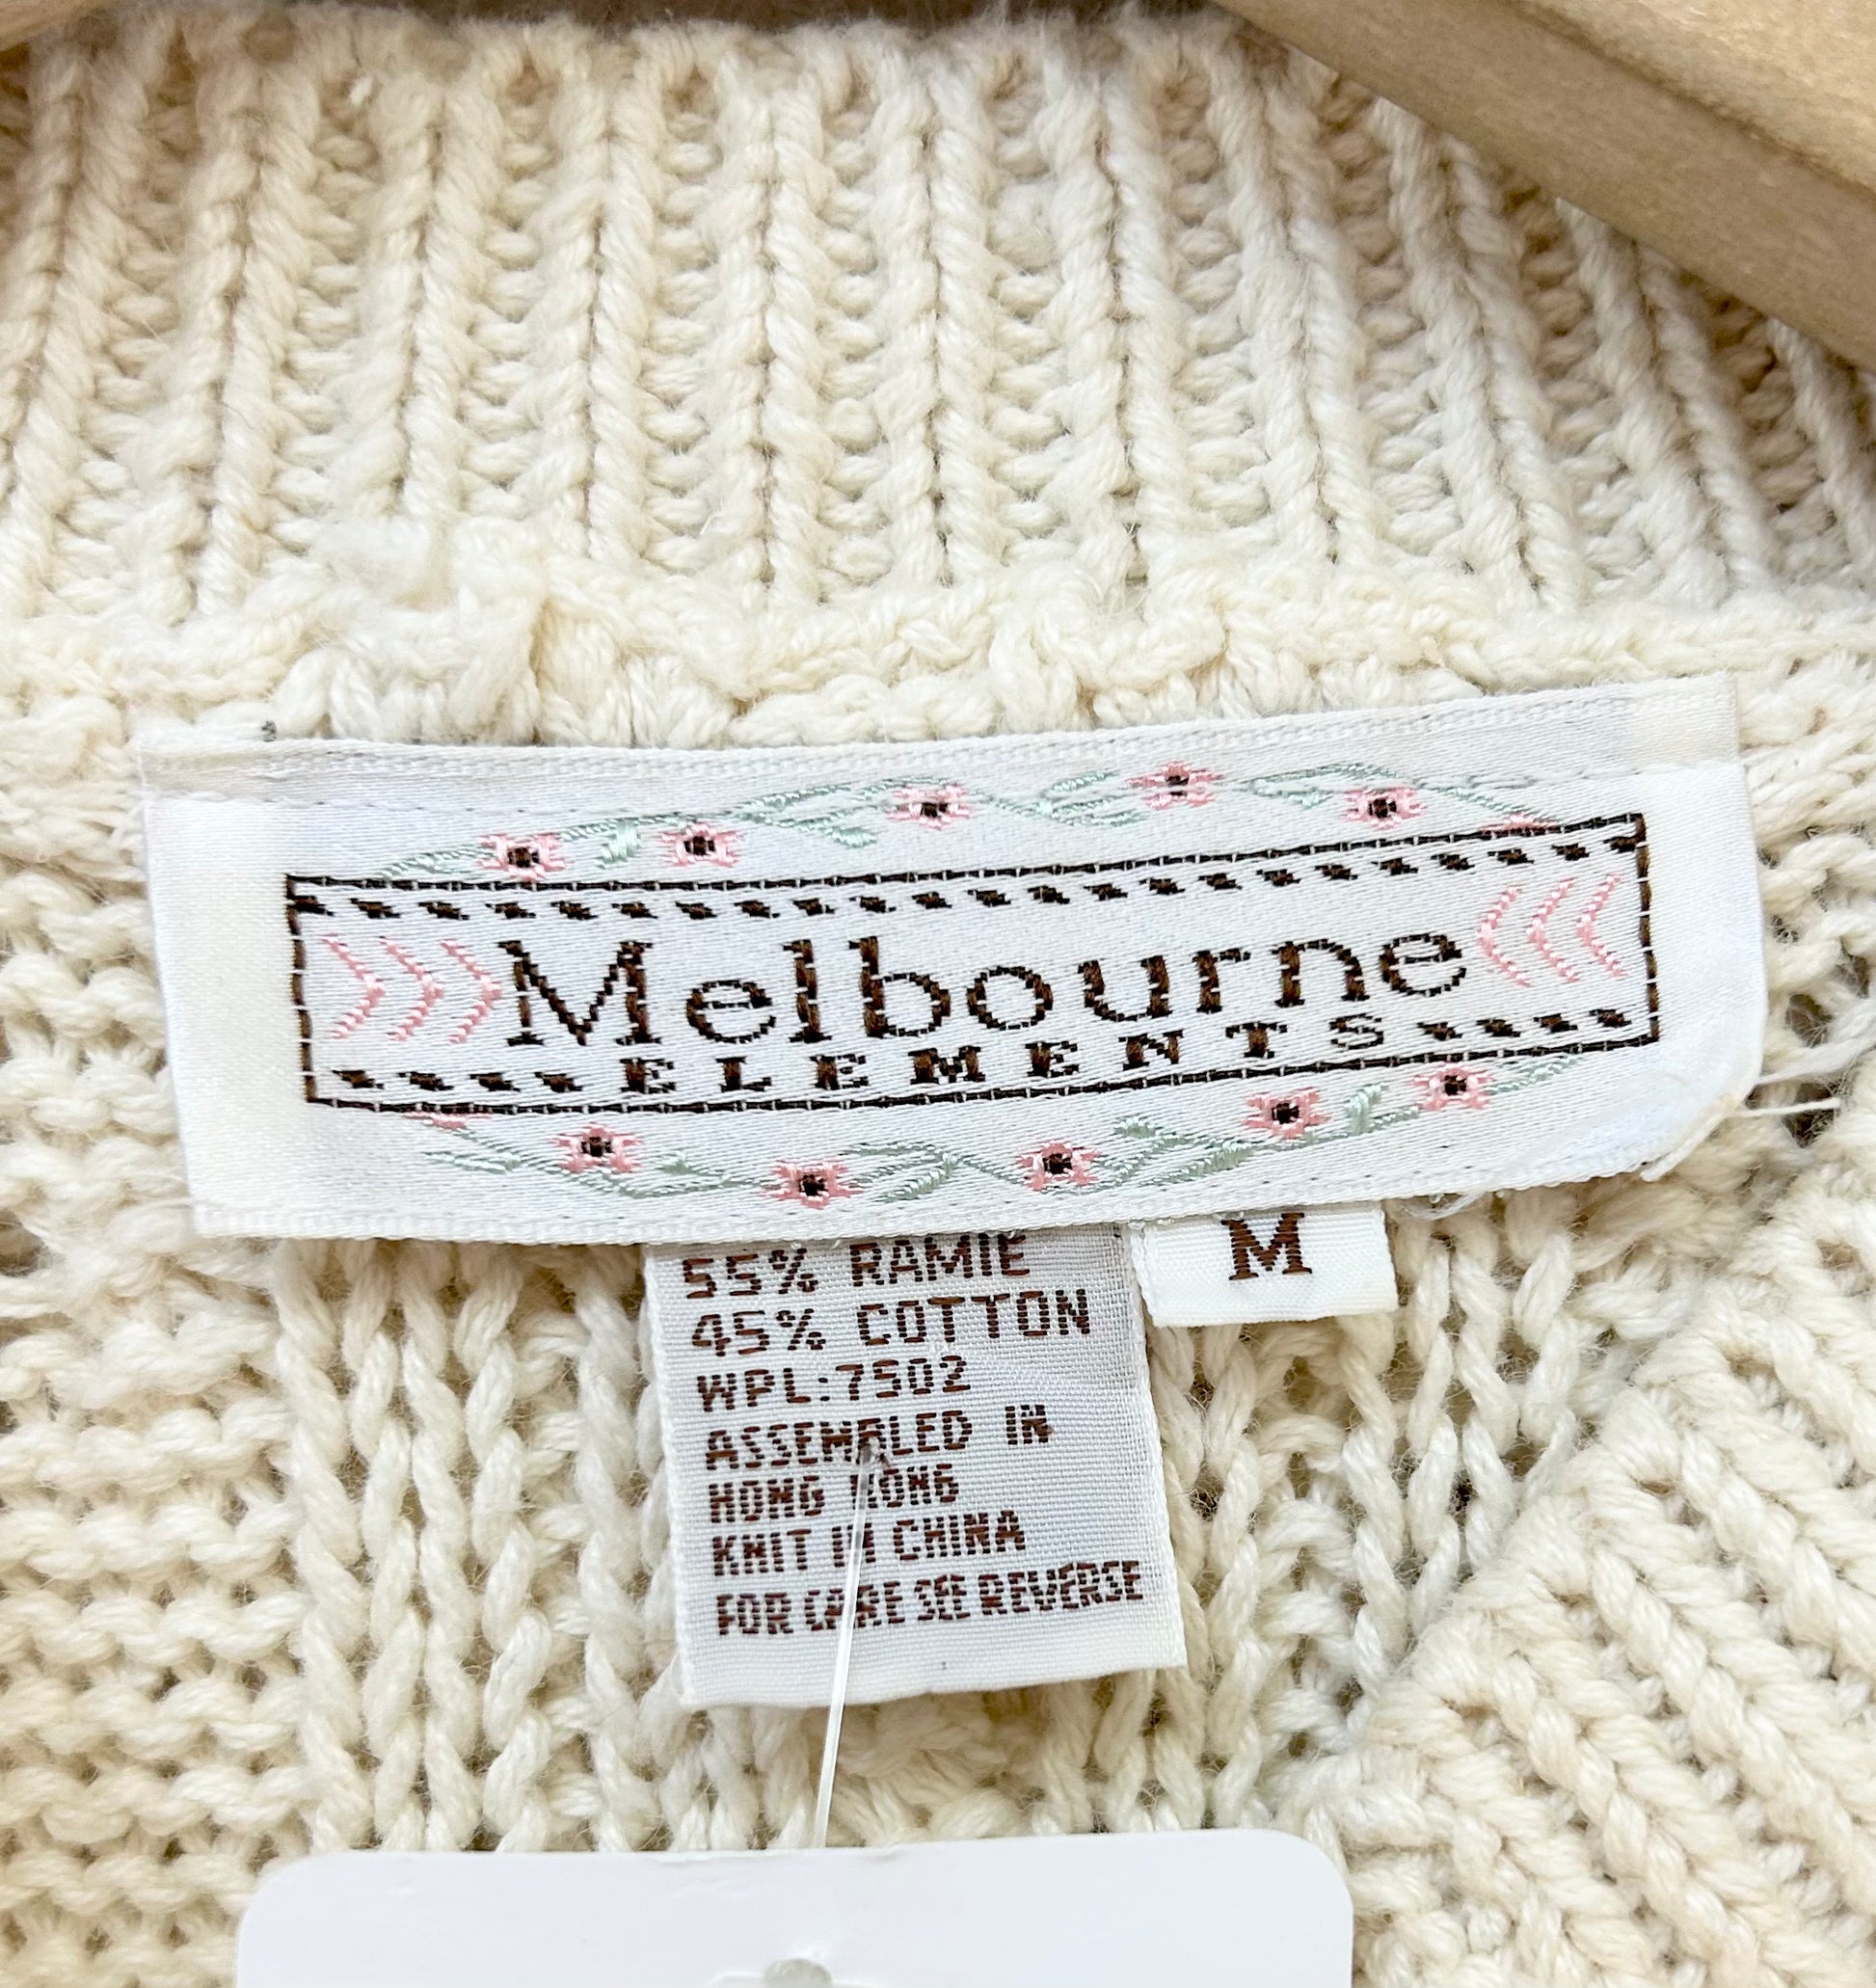 Melbourne
ELEMENTS
M
55% RAMIE
45% COTTON
WPL:7502
ASSEMBLED IN
HONG KONG
KNIT IN CHINA
FOR CARE SEE REVERSE